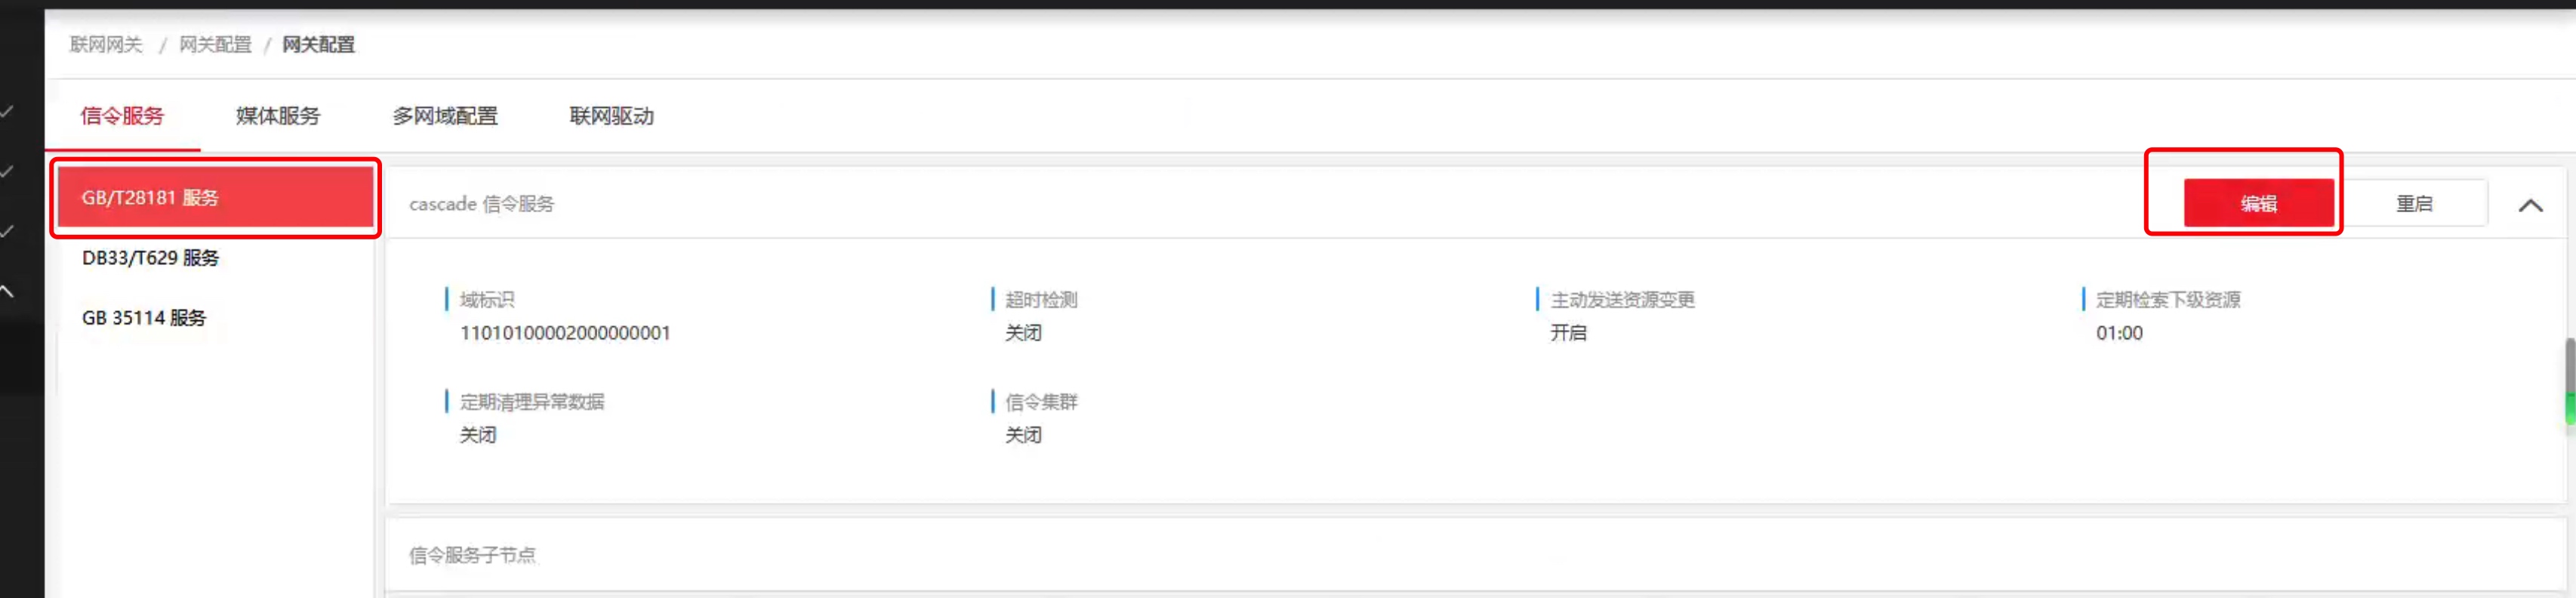 联网网关 / 网关配置 / 网关配置
信令服务 媒体服务 多网域配置 联网驱动
GB/T28181 服务
DB33/T629 服务
GB 35114 服务
cascade 信令服务 编辑 重启
域标识 超时检测 主动发送资源变更 定期检索下级资源
11010100002000000001 关闭 开启 01:00
定期清理异常数据 信令集群
关闭 关闭
信令服务子节点